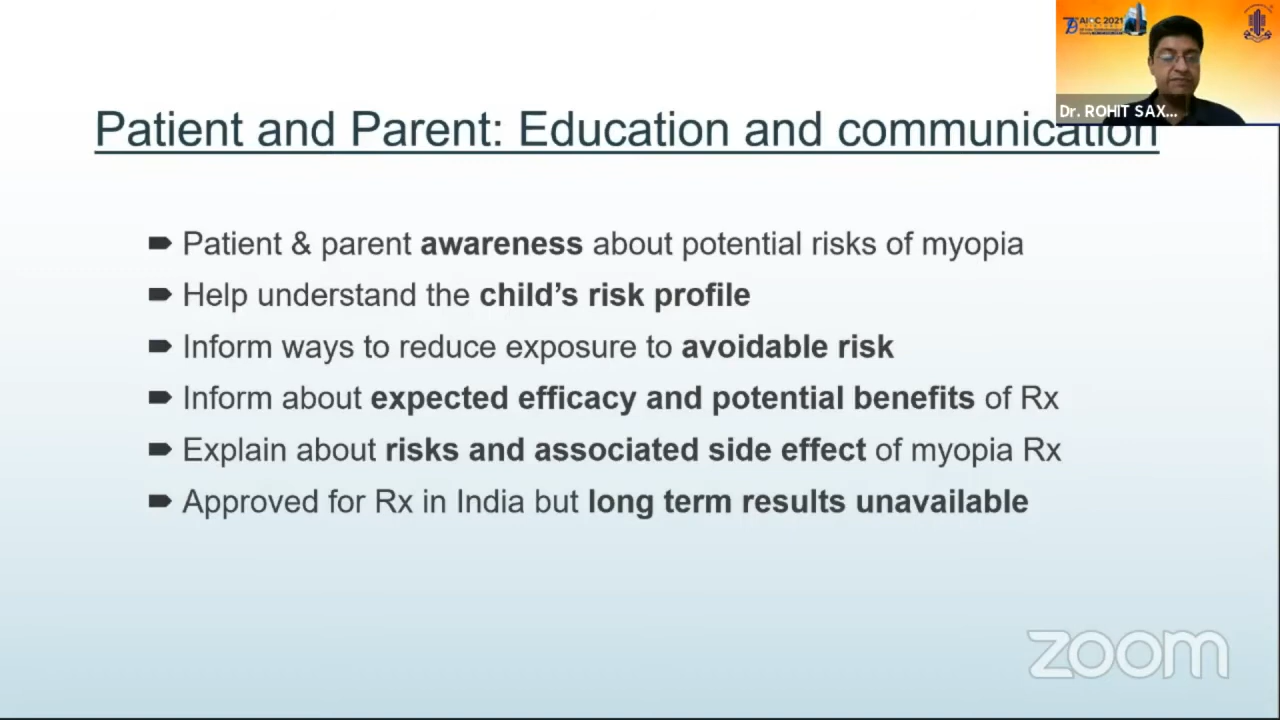 AIOC 2021
Dr. ROHIT SAX...
Patient and Parent: Education and communication
Patient & parent awareness about potential risks of myopia
Help understand the child’s risk profile
Inform ways to reduce exposure to avoidable risk
Inform about expected efficacy and potential benefits of Rx
Explain about risks and associated side effect of myopia Rx
Approved for Rx in India but long term results unavailable
zoom